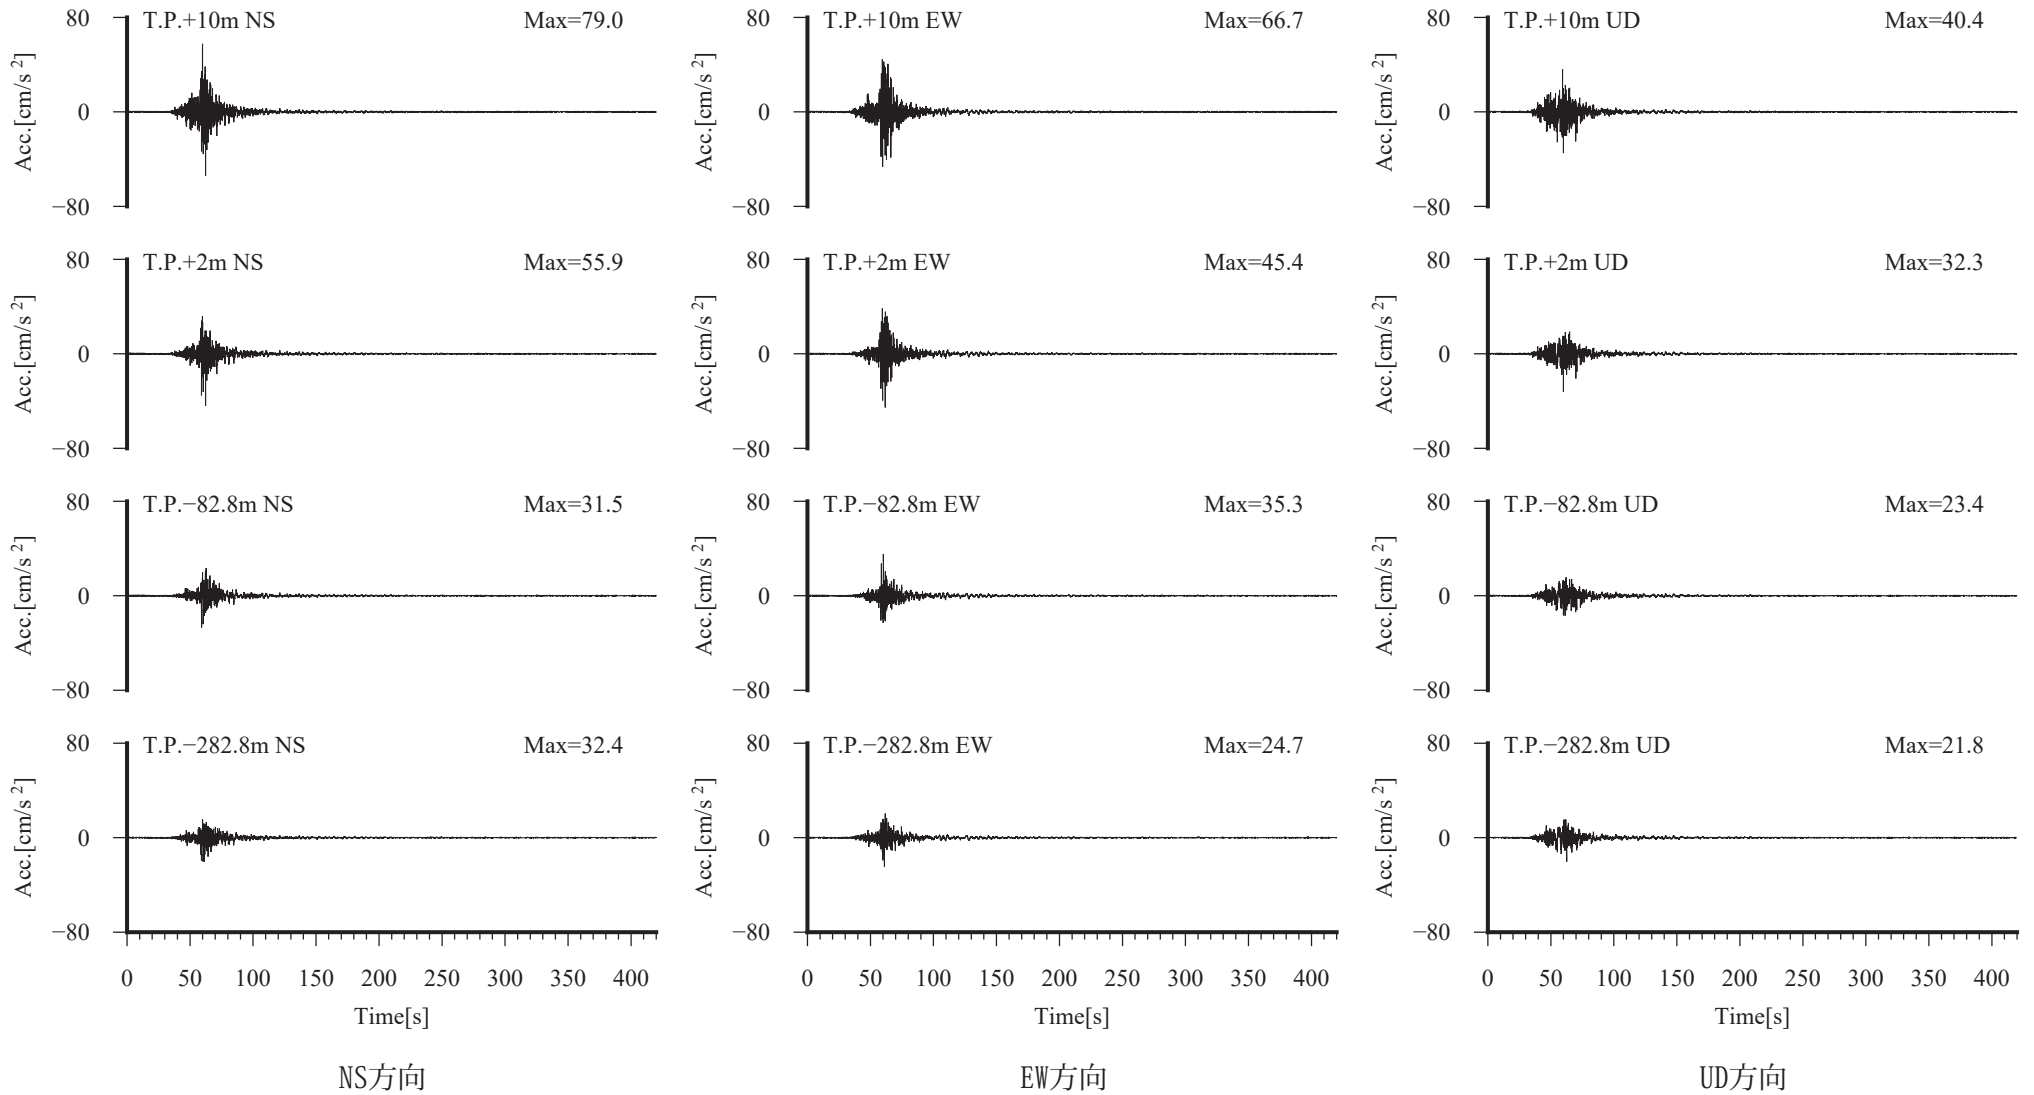 T.P.+10m NS Max=79.0
80
0
−80
Acc.[cm/s²]
T.P.+10m EW Max=66.7
80
0
−80
Acc.[cm/s²]
T.P.+10m UD Max=40.4
80
0
−80
Acc.[cm/s²]
T.P.+2m NS Max=55.9
80
0
−80
Acc.[cm/s²]
T.P.+2m EW Max=45.4
80
0
−80
Acc.[cm/s²]
T.P.+2m UD Max=32.3
80
0
−80
Acc.[cm/s²]
T.P.−82.8m NS Max=31.5
80
0
−80
Acc.[cm/s²]
T.P.−82.8m EW Max=35.3
80
0
−80
Acc.[cm/s²]
T.P.−82.8m UD Max=23.4
80
0
−80
Acc.[cm/s²]
T.P.−282.8m NS Max=32.4
80
0
−80
Acc.[cm/s²]
T.P.−282.8m EW Max=24.7
80
0
−80
Acc.[cm/s²]
T.P.−282.8m UD Max=21.8
80
0
−80
Acc.[cm/s²]
0 50 100 150 200 250 300 350 400
Time[s]
NS方向
0 50 100 150 200 250 300 350 400
Time[s]
EW方向
0 50 100 150 200 250 300 350 400
Time[s]
UD方向